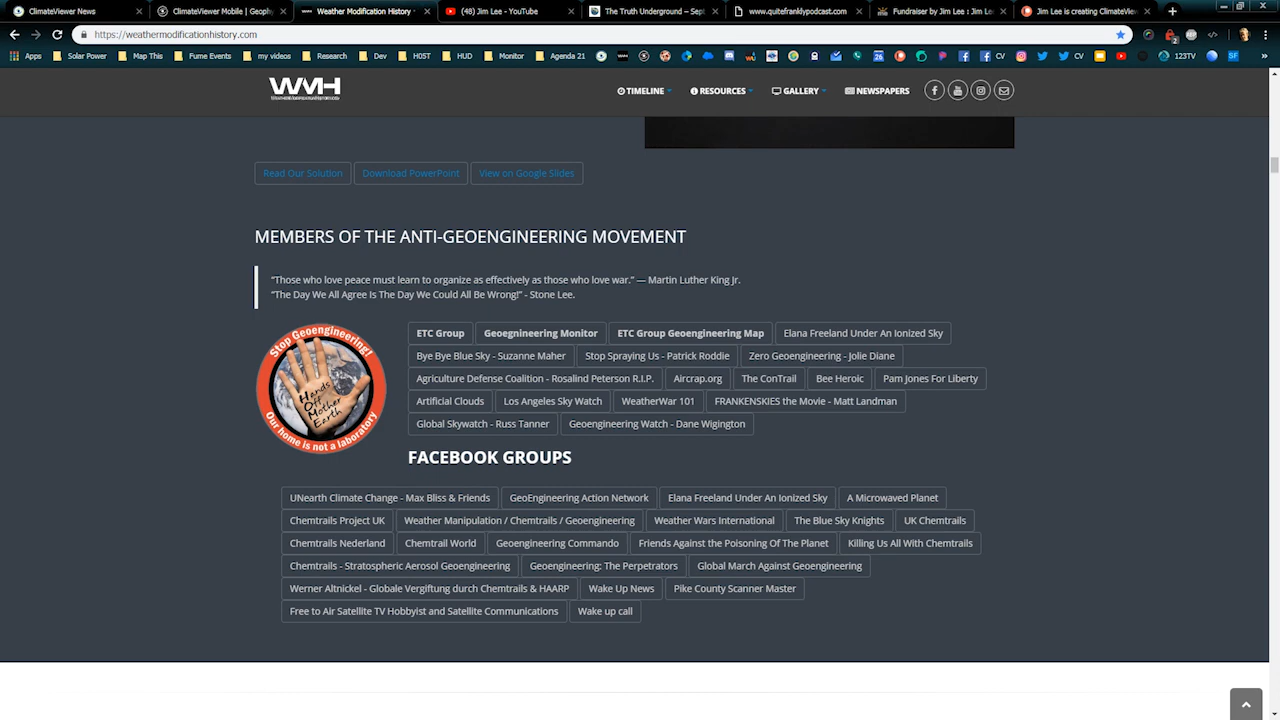 ClimateViewer News
ClimateViewer Mobile | Geoph
Weather Modification History
(48) Jim Lee - YouTube
The Truth Underground – Sept
www.quitefranklypodcast.com
Fundraiser by Jim Lee : Jim Le
Jim Lee is creating ClimateVie
https://weathermodificationhistory.com
Apps Solar Power Map This Fume Events my videos Research Dev HOST HUD Monitor Agenda 21 CV CV 123TV SF
WMH TIMELINE RESOURCES GALLERY NEWSPAPERS
Read Our Solution Download PowerPoint View on Google Slides
MEMBERS OF THE ANTI-GEOENGINEERING MOVEMENT
“Those who love peace must learn to organize as effectively as those who love war.” — Martin Luther King Jr.
“The Day We All Agree Is The Day We Could All Be Wrong!” - Stone Lee.
Stop Geoengineering!
Hands
Off
Mother
Earth
Our home is not a laboratory
ETC Group Geoegnineering Monitor ETC Group Geoengineering Map Elana Freeland Under An Ionized Sky
Bye Bye Blue Sky - Suzanne Maher Stop Spraying Us - Patrick Roddie Zero Geoengineering - Jolie Diane
Agriculture Defense Coalition - Rosalind Peterson R.I.P. Aircrap.org The ConTrail Bee Heroic Pam Jones For Liberty
Artificial Clouds Los Angeles Sky Watch WeatherWar 101 FRANKENSKIES the Movie - Matt Landman
Global Skywatch - Russ Tanner Geoengineering Watch - Dane Wigington
FACEBOOK GROUPS
UNearth Climate Change - Max Bliss & Friends GeoEngineering Action Network Elana Freeland Under An Ionized Sky A Microwaved Planet
Chemtrails Project UK Weather Manipulation / Chemtrails / Geoengineering Weather Wars International The Blue Sky Knights UK Chemtrails
Chemtrails Nederland Chemtrail World Geoengineering Commando Friends Against the Poisoning Of The Planet Killing Us All With Chemtrails
Chemtrails - Stratospheric Aerosol Geoengineering Geoengineering: The Perpetrators Global March Against Geoengineering
Werner Altnickel - Globale Vergiftung durch Chemtrails & HAARP Wake Up News Pike County Scanner Master
Free to Air Satellite TV Hobbyist and Satellite Communications Wake up call